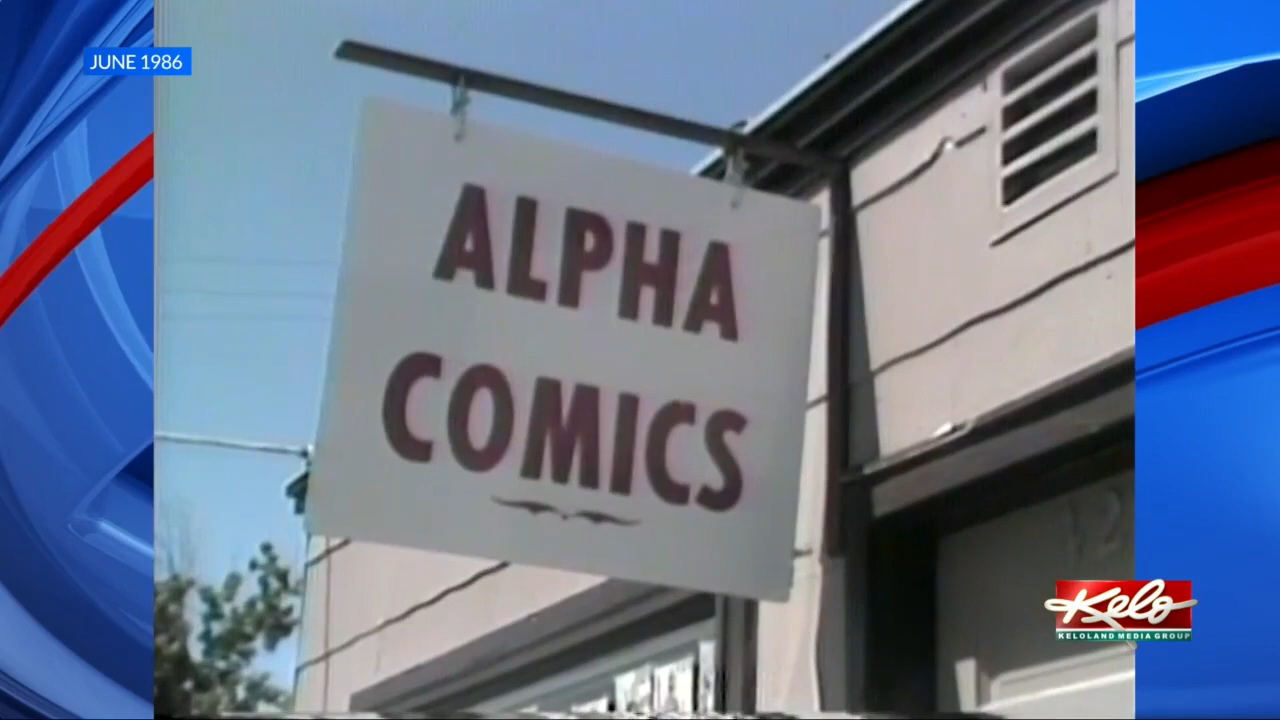 JUNE 1986
ALPHA
COMICS
Kelo
KELOLAND MEDIA GROUP